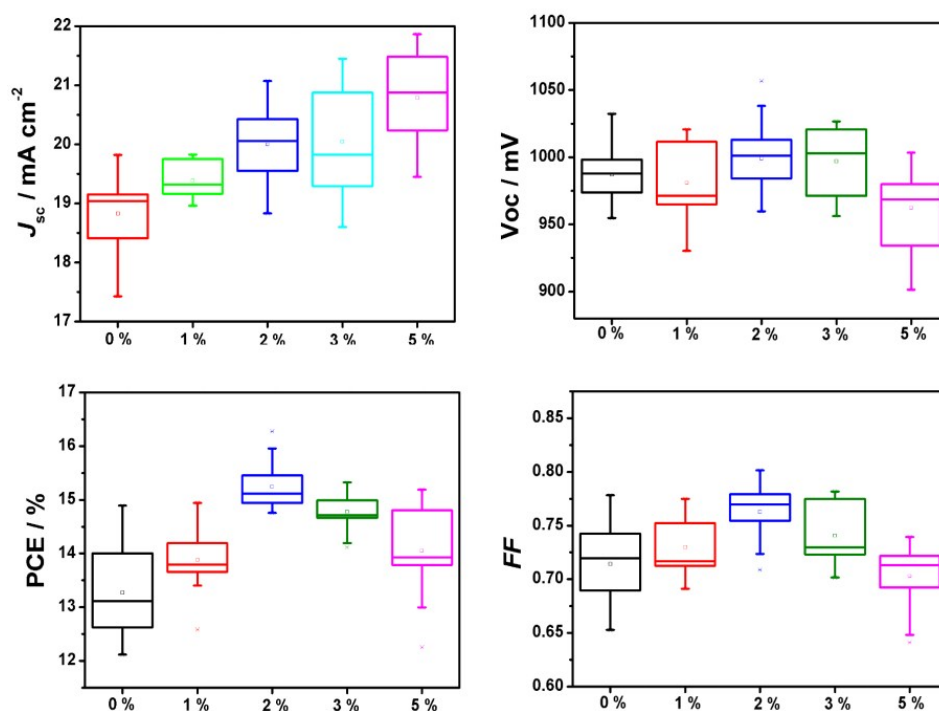 J_sc / mA cm⁻²
22
21
20
19
18
17
0 % 1 % 2 % 3 % 5 %
Voc / mV
1100
1050
1000
950
900
0 % 1 % 2 % 3 % 5 %
PCE / %
17
16
15
14
13
12
0 % 1 % 2 % 3 % 5 %
FF
0.85
0.80
0.75
0.70
0.65
0.60
0 % 1 % 2 % 3 % 5 %